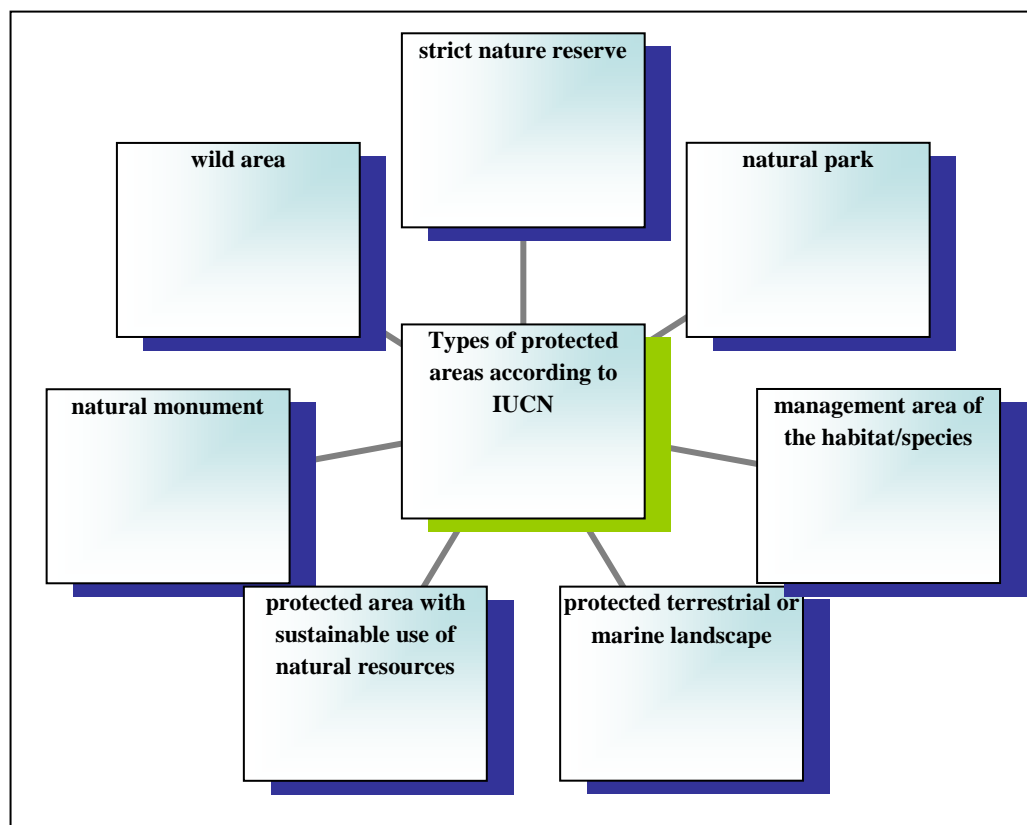 strict nature reserve
wild area
natural park
Types of protected
areas according to
IUCN
natural monument
management area of
the habitat/species
protected area with
sustainable use of
natural resources
protected terrestrial or
marine landscape